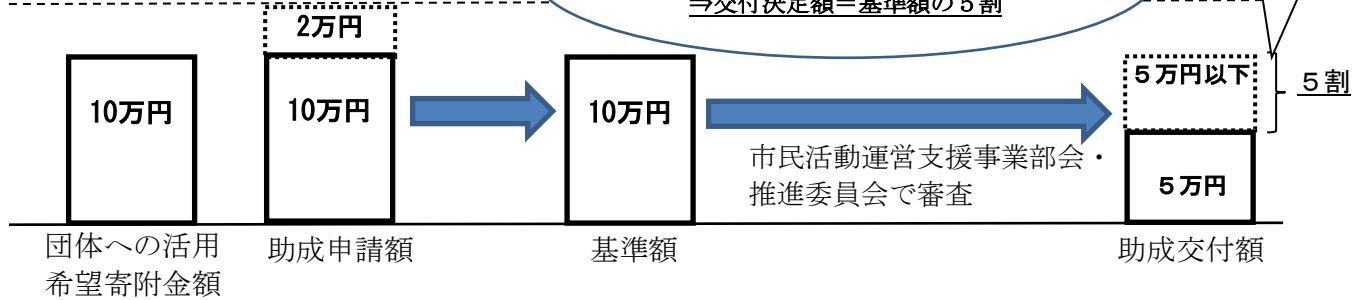 ⇒交付決定額＝基準額の５割
2万円
10万円
10万円
10万円
５万円以下
５割
５万円
市民活動運営支援事業部会・
推進委員会で審査
団体への活用
希望寄附金額
助成申請額
基準額
助成交付額